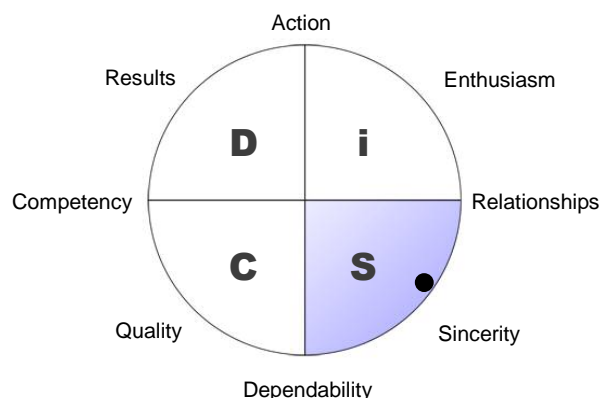 Action
Results
Enthusiasm
D
i
Competency
Relationships
C
S
Quality
Sincerity
Dependability